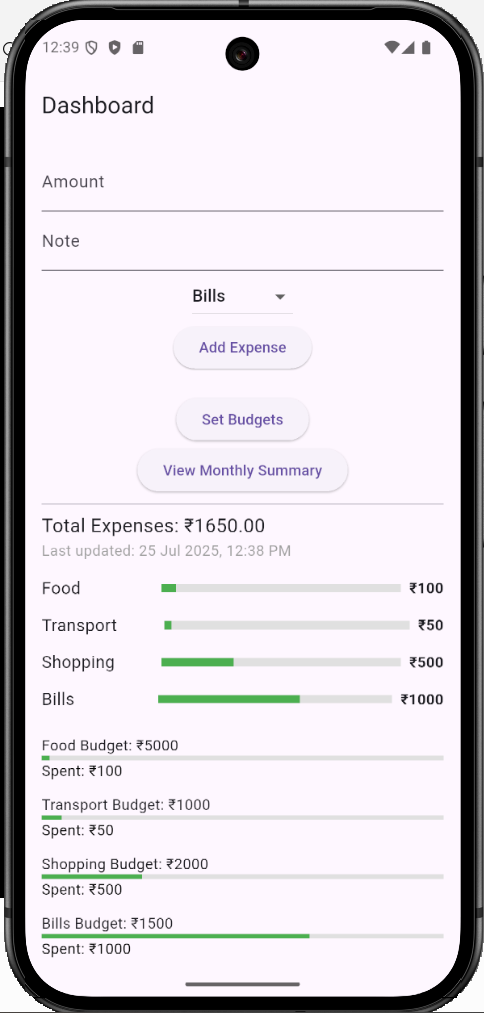 12:39
Dashboard
Amount
Note
Bills
Add Expense
Set Budgets
View Monthly Summary
Total Expenses: ₹1650.00
Last updated: 25 Jul 2025, 12:38 PM
Food ₹100
Transport ₹50
Shopping ₹500
Bills ₹1000
Food Budget: ₹5000
Spent: ₹100
Transport Budget: ₹1000
Spent: ₹50
Shopping Budget: ₹2000
Spent: ₹500
Bills Budget: ₹1500
Spent: ₹1000